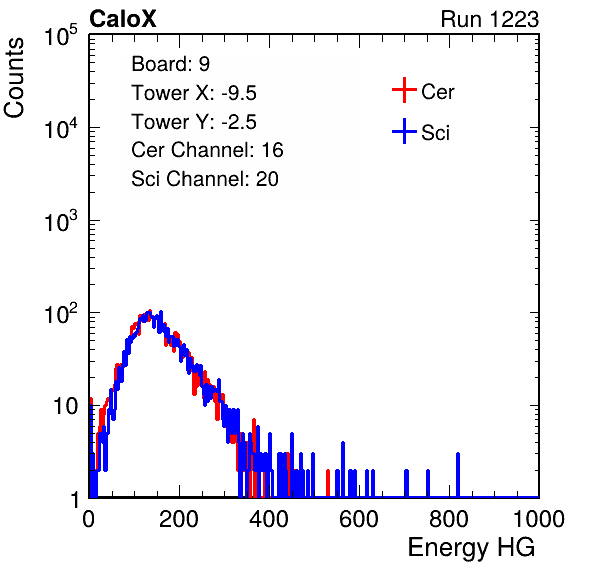 CaloX Run 1223
Counts
10^5
10^4
10^3
10^2
10
1
Board: 9
Tower X: -9.5
Tower Y: -2.5
Cer Channel: 16
Sci Channel: 20
Cer
Sci
0 200 400 600 800 1000
Energy HG